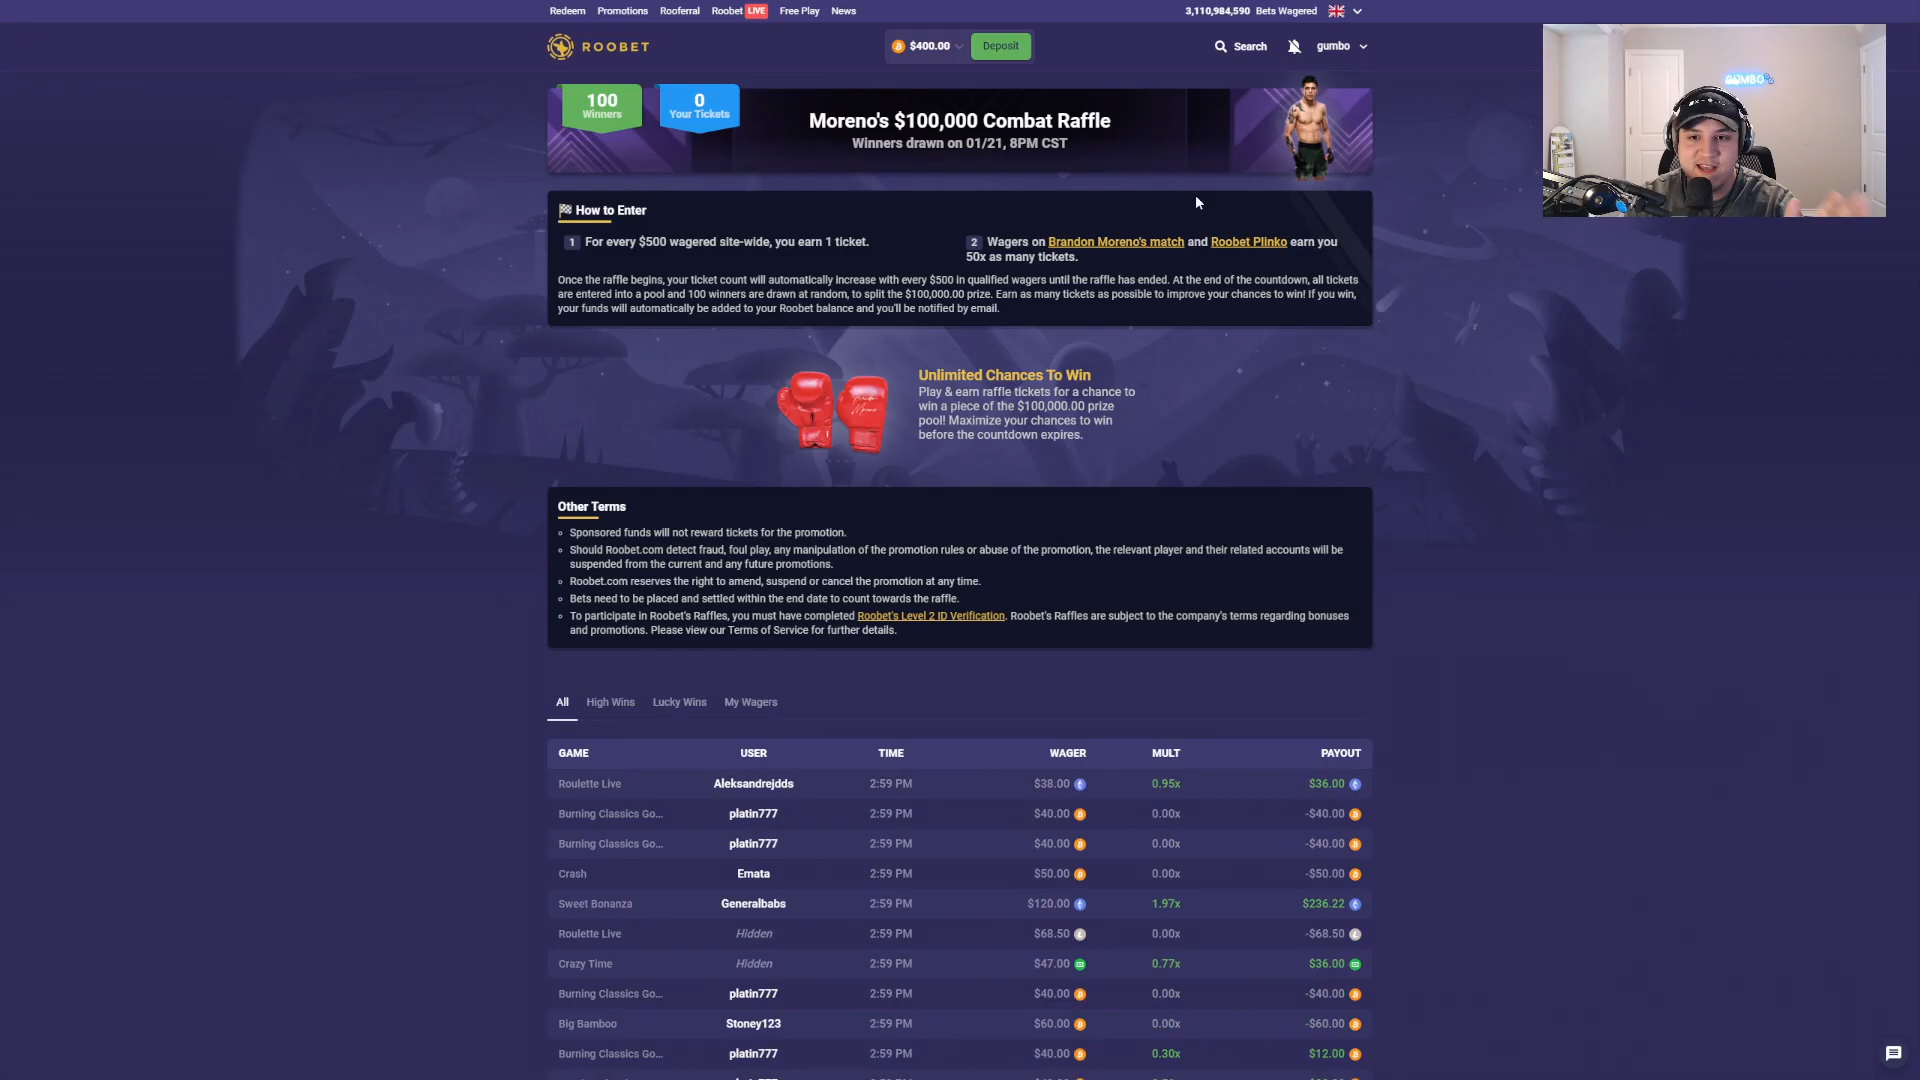 Redeem Promotions Rooferral Roobet LIVE Free Play News
3,110,984,590 Bets Wagered
ROOBET
$400.00 Deposit
Search gumbo
100
Winners
0
Your Tickets
Moreno's $100,000 Combat Raffle
Winners drawn on 01/21, 8PM CST
How to Enter
1 For every $500 wagered site-wide, you earn 1 ticket.
2 Wagers on Brandon Moreno's match and Roobet Plinko earn you
50x as many tickets.
Once the raffle begins, your ticket count will automatically increase with every $500 in qualified wagers until the raffle has ended. At the end of the countdown, all tickets
are entered into a pool and 100 winners are drawn at random, to split the $100,000.00 prize. Earn as many tickets as possible to improve your chances to win! If you win,
your funds will automatically be added to your Roobet balance and you'll be notified by email.
Unlimited Chances To Win
Play & earn raffle tickets for a chance to
win a piece of the $100,000.00 prize
pool! Maximize your chances to win
before the countdown expires.
Other Terms
Sponsored funds will not reward tickets for the promotion.
Should Roobet.com detect fraud, foul play, any manipulation of the promotion rules or abuse of the promotion, the relevant player and their related accounts will be
suspended from the current and any future promotions.
Roobet.com reserves the right to amend, suspend or cancel the promotion at any time.
Bets need to be placed and settled within the end date to count towards the raffle.
To participate in Roobet's Raffles, you must have completed Roobet's Level 2 ID Verification. Roobet's Raffles are subject to the company's terms regarding bonuses
and promotions. Please view our Terms of Service for further details.
All High Wins Lucky Wins My Wagers
GAME USER TIME WAGER MULT PAYOUT
Roulette Live Aleksandrejdds 2:59 PM $38.00 0.95x $36.00
Burning Classics Go... platin777 2:59 PM $40.00 0.00x -$40.00
Burning Classics Go... platin777 2:59 PM $40.00 0.00x -$40.00
Crash Emata 2:59 PM $50.00 0.00x -$50.00
Sweet Bonanza Generalbabs 2:59 PM $120.00 1.97x $236.22
Roulette Live Hidden 2:59 PM $68.50 0.00x -$68.50
Crazy Time Hidden 2:59 PM $47.00 0.77x $36.00
Burning Classics Go... platin777 2:59 PM $40.00 0.00x -$40.00
Big Bamboo Stoney123 2:59 PM $60.00 0.00x -$60.00
Burning Classics Go... platin777 2:59 PM $40.00 0.30x $12.00